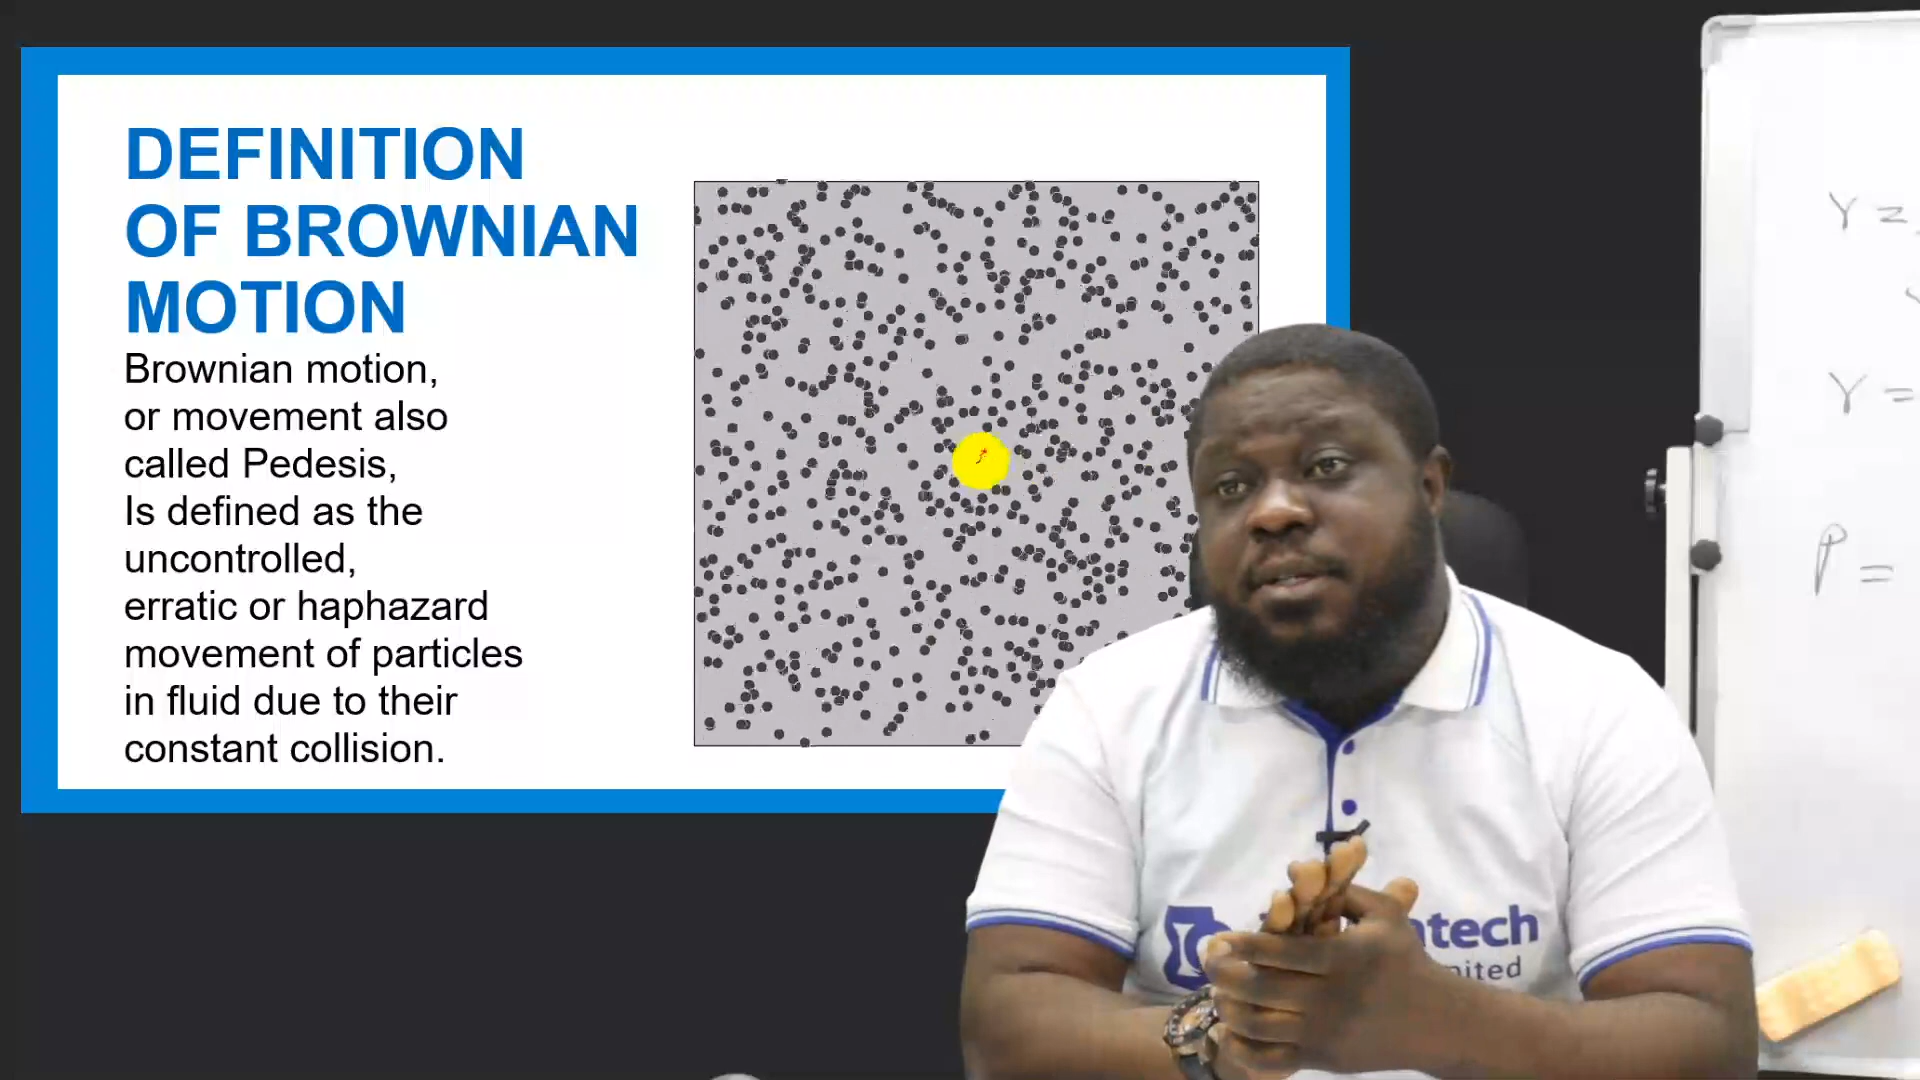 DEFINITION
OF BROWNIAN
MOTION
Brownian motion,
or movement also
called Pedesis,
Is defined as the
uncontrolled,
erratic or haphazard
movement of particles
in fluid due to their
constant collision.
Y =
Y =
P =